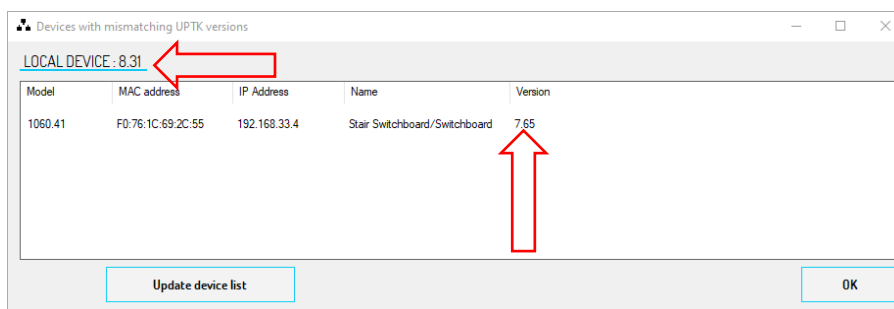 Devices with mismatching UPTK versions
LOCAL DEVICE : 8.31
Model MAC address IP Address Name Version
1060.41 F0:76:1C:69:2C:55 192.168.33.4 Stair Switchboard/Switchboard 7.65
Update device list OK